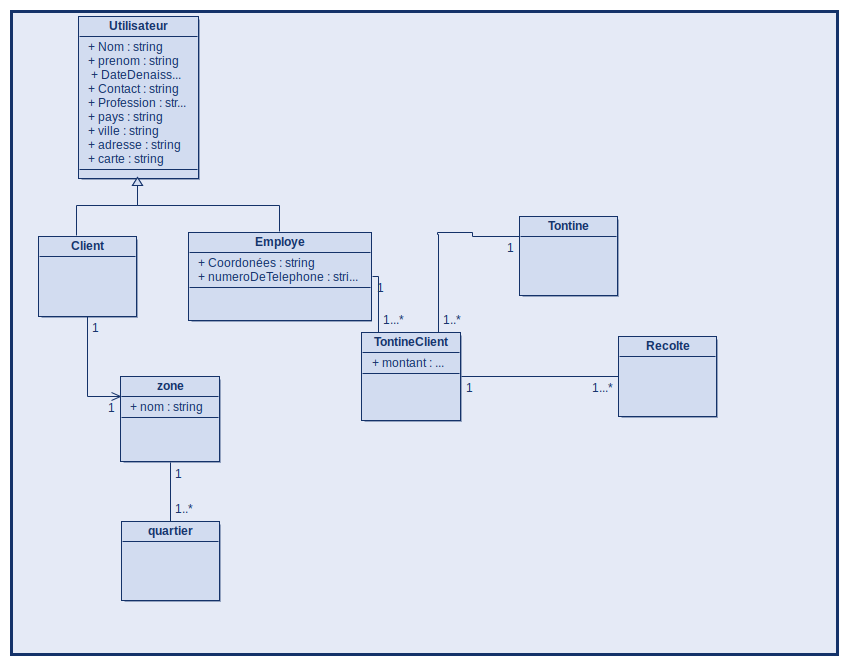 Utilisateur
+ Nom : string
+ prenom : string
+ DateDenaiss...
+ Contact : string
+ Profession : str...
+ pays : string
+ ville : string
+ adresse : string
+ carte : string
Client
Employe
+ Coordonées : string
+ numeroDeTelephone : stri...
Tontine
1
1
1...*
1..*
1
TontineClient
+ montant : ...
Recolte
1
1...*
zone
+ nom : string
1
1
1..*
quartier